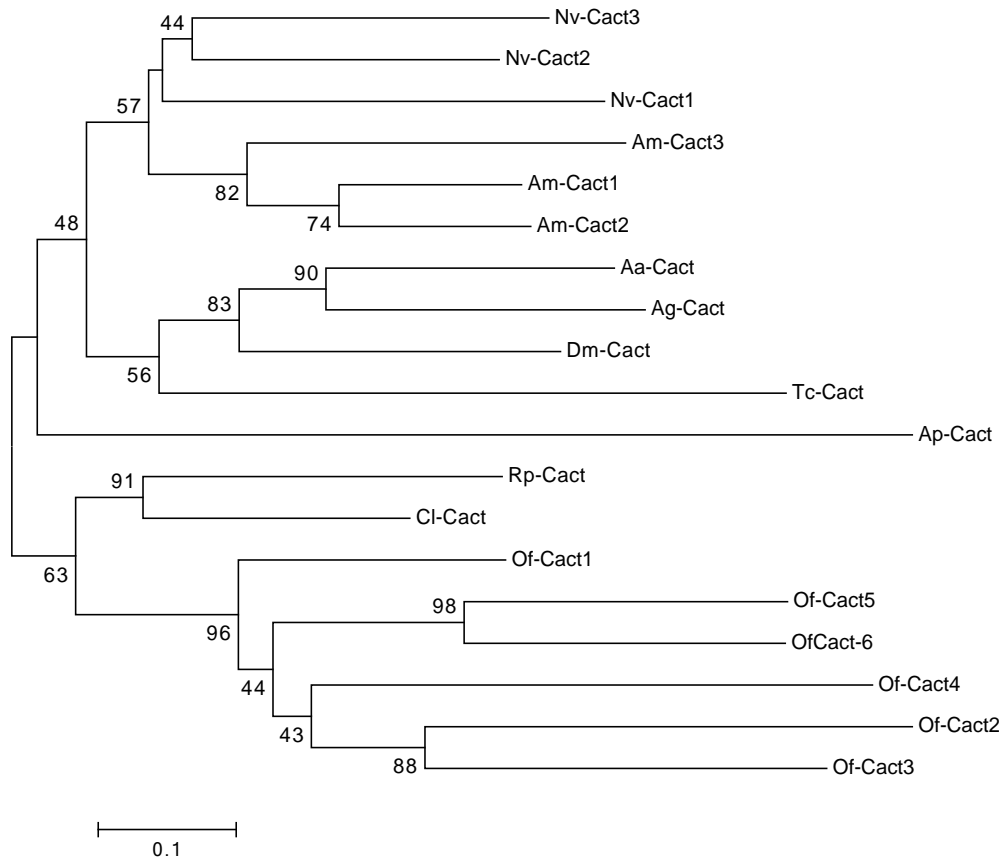 44
Nv-Cact3
Nv-Cact2
57
Nv-Cact1
Am-Cact3
82
Am-Cact1
74
Am-Cact2
48
90
Aa-Cact
83
Ag-Cact
Dm-Cact
56
Tc-Cact
Ap-Cact
91
Rp-Cact
Cl-Cact
63
Of-Cact1
96
98
Of-Cact5
OfCact-6
44
Of-Cact4
43
Of-Cact2
88
Of-Cact3
0.1